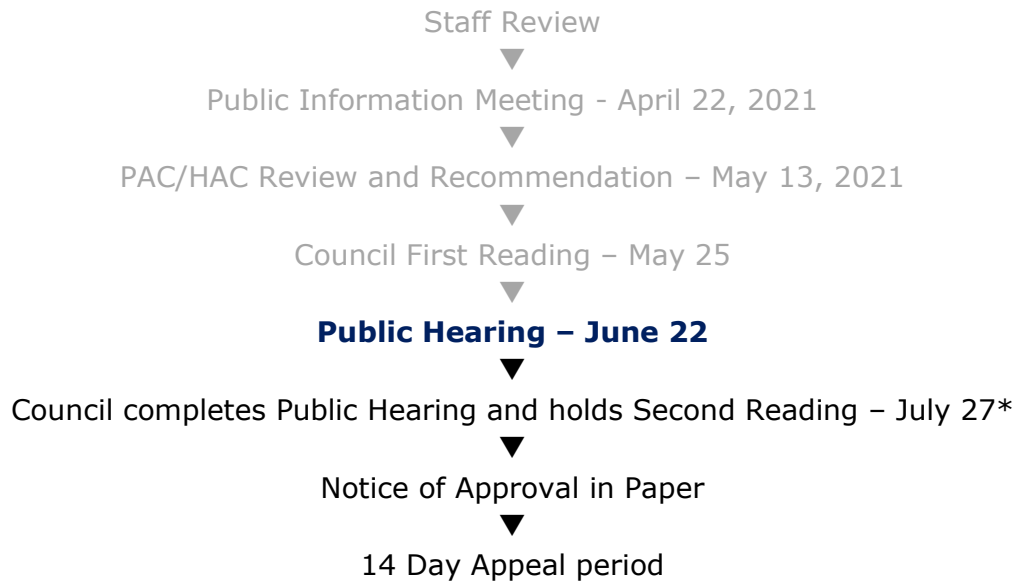 Staff Review
Public Information Meeting - April 22, 2021
PAC/HAC Review and Recommendation – May 13, 2021
Council First Reading – May 25
Public Hearing – June 22
Council completes Public Hearing and holds Second Reading – July 27*
Notice of Approval in Paper
14 Day Appeal period